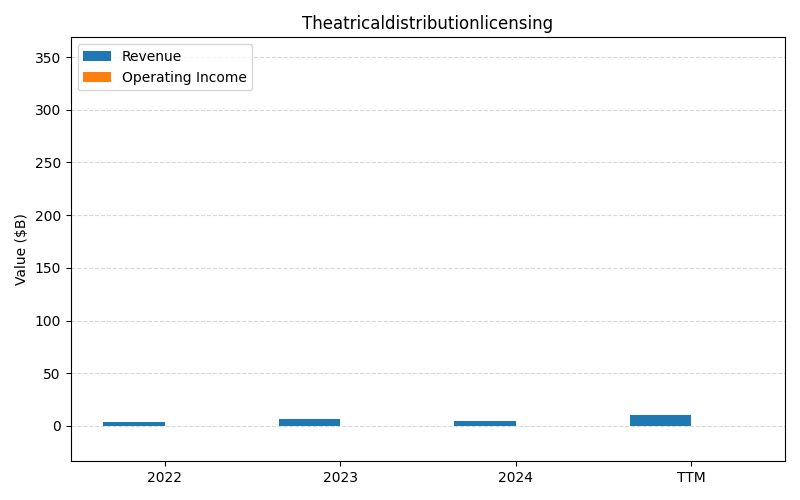 Theatricaldistributionlicensing
Revenue
Operating Income
Value ($B)
350
300
250
200
150
100
50
0
2022 2023 2024 TTM